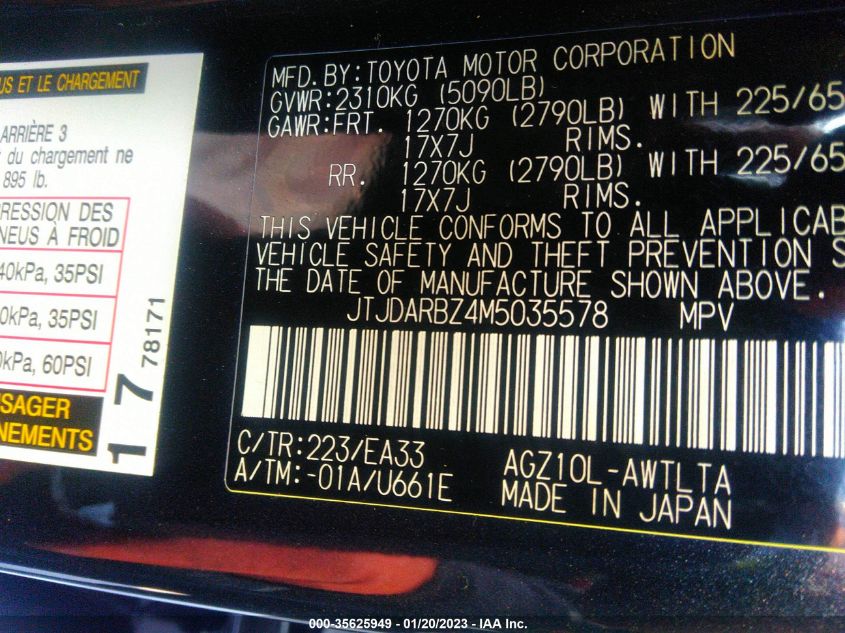 US ET LE CHARGEMENT
ARRIÈRE 3
du chargement ne
895 lb.
PRESSION DES
NEUS À FROID
40kPa, 35PSI
0kPa, 35PSI
0kPa, 60PSI
SAGER
NEMENTS
17
78171
MFD.BY:TOYOTA MOTOR CORPORATION
GVWR:2310KG (5090LB)
GAWR:FRT. 1270KG (2790LB) WITH 225/65
17X7J RIMS.
RR. 1270KG (2790LB) WITH 225/65
17X7J RIMS.
THIS VEHICLE CONFORMS TO ALL APPLICAB
VEHICLE SAFETY AND THEFT PREVENTION S
THE DATE OF MANUFACTURE SHOWN ABOVE.
JTJDARBZ4M5035578 MPV
C/TR:223/EA33 AGZ10L-AWTLTA
A/TM:-01A/U661E MADE IN JAPAN
000-35625949 - 01/20/2023 - IAA Inc.